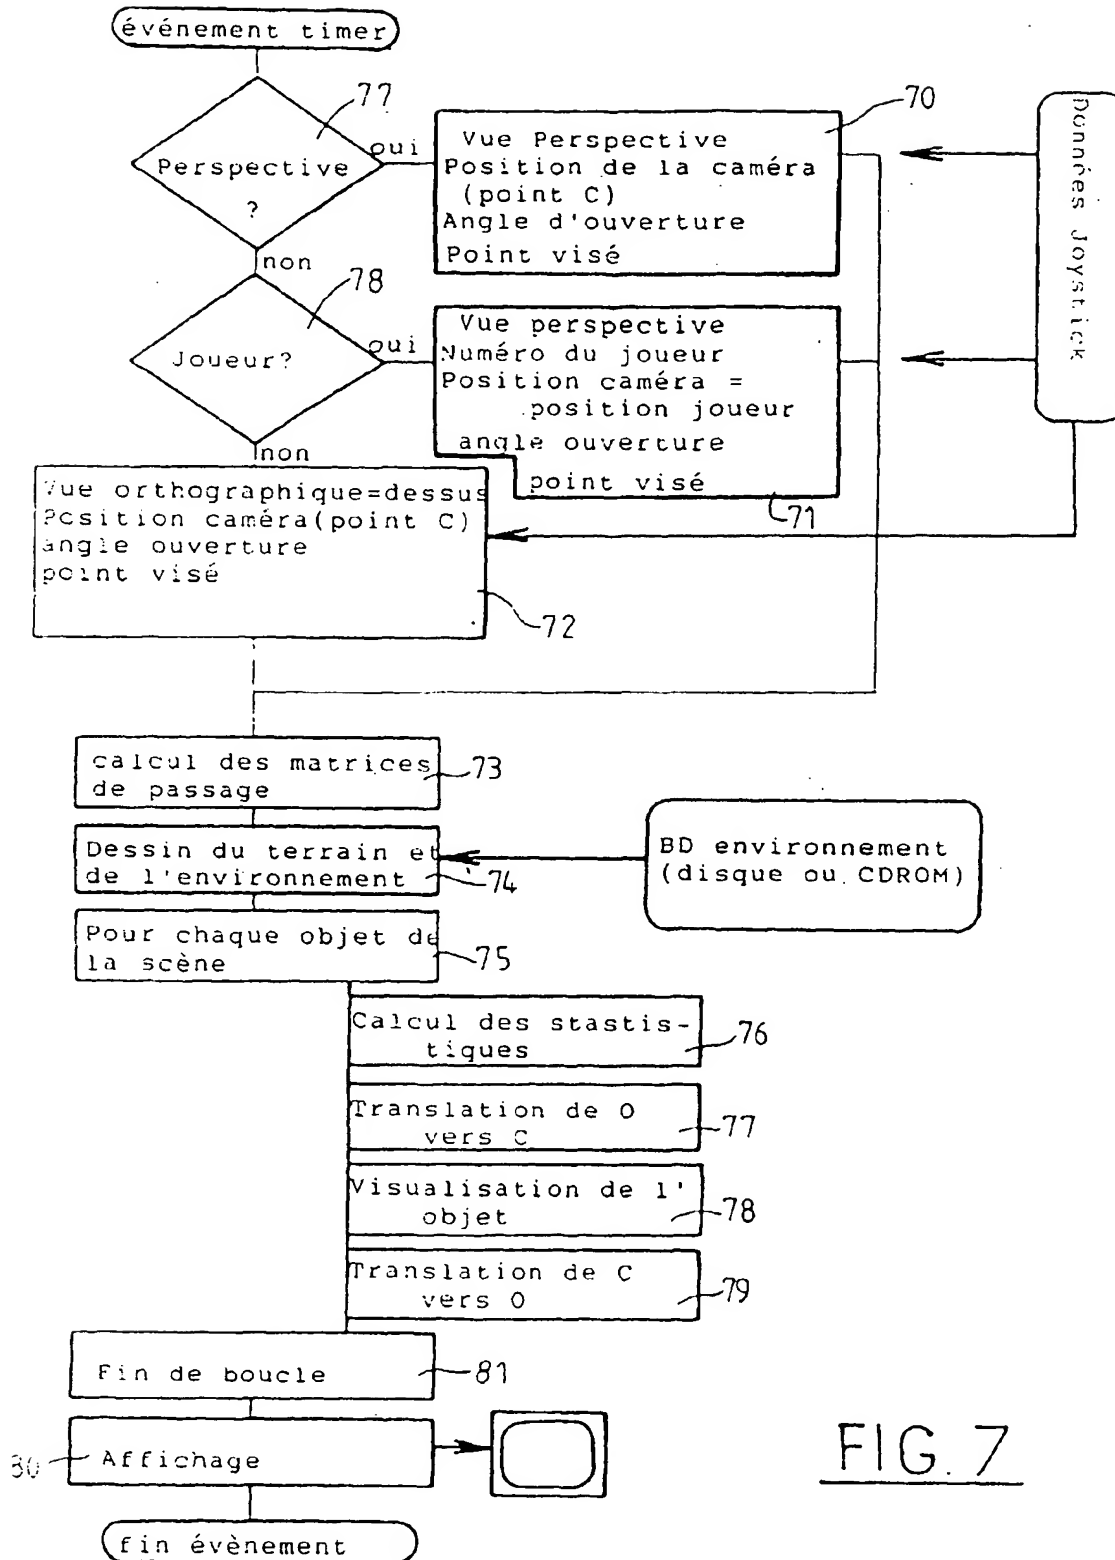 événement timer
77
Perspective
?
oui
non
70
Vue Perspective
Position de la caméra
(point C)
Angle d'ouverture
Point visé
Données Joystick
78
Joueur?
oui
non
Vue perspective
Numéro du joueur
Position caméra =
position joueur
angle ouverture
point visé
71
Vue orthographique=dessus
Position caméra(point C)
angle ouverture
point visé
72
calcul des matrices
de passage
73
Dessin du terrain et
de l'environnement
74
BD environnement
(disque ou CDROM)
Pour chaque objet de
la scène
75
Calcul des stastis-
tiques
76
Translation de O
vers C
77
Visualisation de l'
objet
78
Translation de C
vers O
79
Fin de boucle
81
80
Affichage
fin évènement
FIG. 7